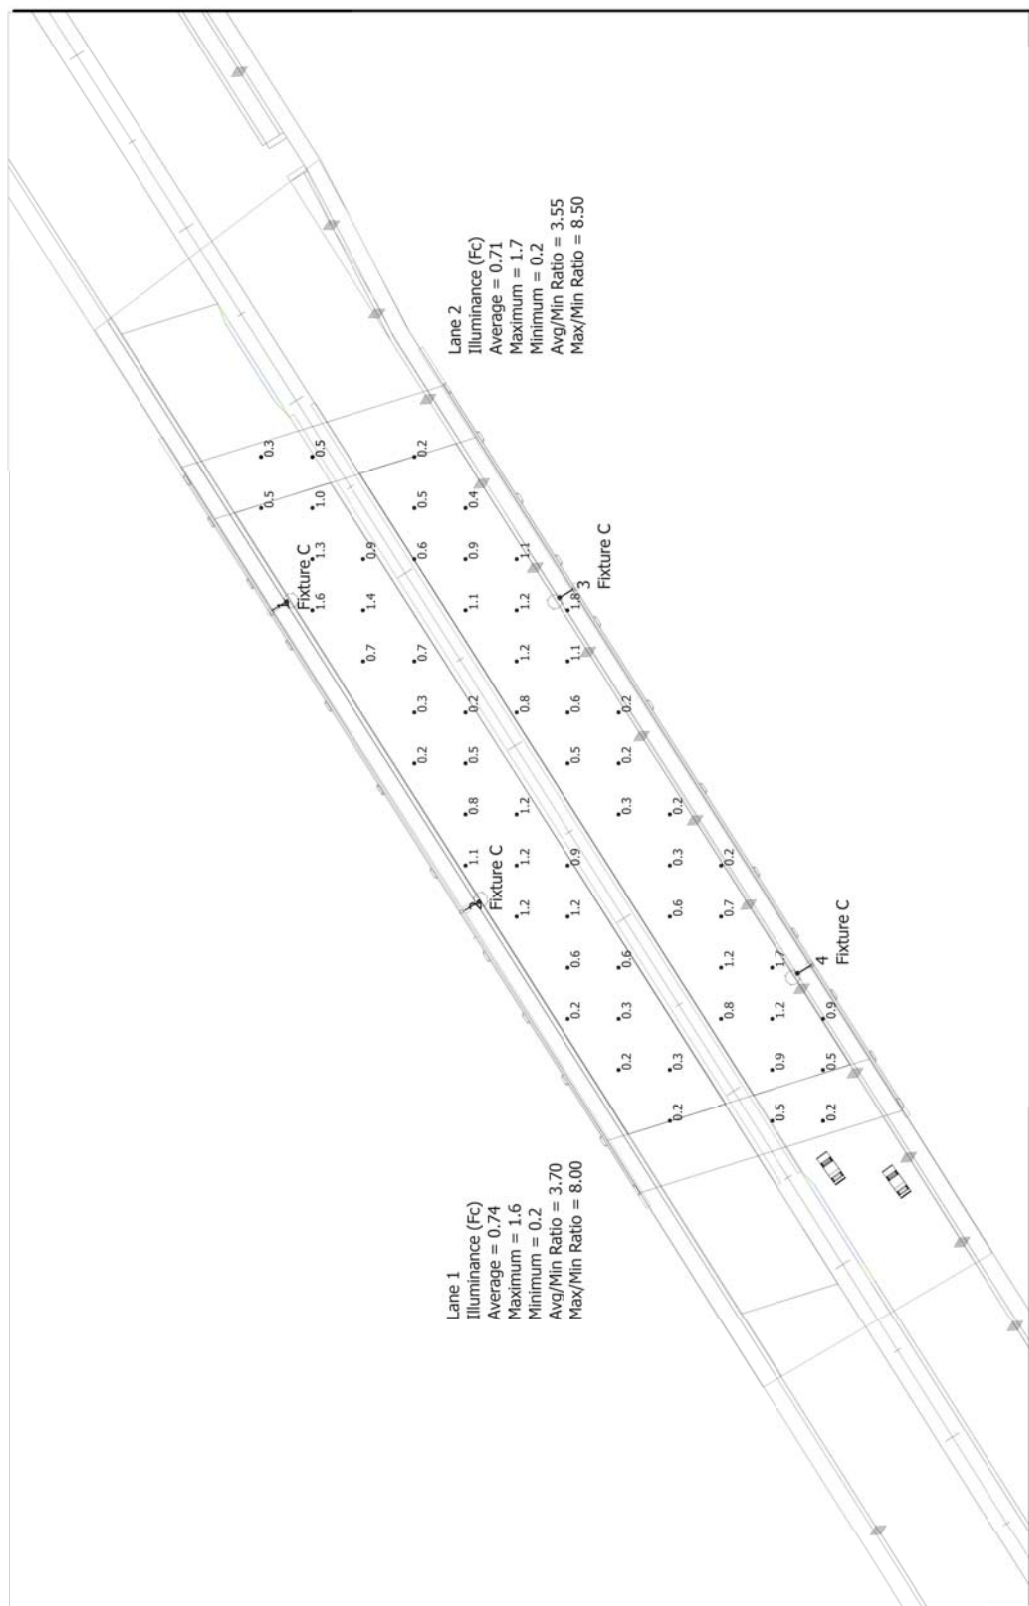 0.5 0.3
Fixture C
1.6 1.3 1.0 0.5
0.7 1.4 0.9
0.2 0.3 0.7 0.6 0.5 0.2
Lane 1
Illuminance (Fc)
Average = 0.74
Maximum = 1.6
Minimum = 0.2
Avg/Min Ratio = 3.70
Max/Min Ratio = 8.00
Lane 2
Illuminance (Fc)
Average = 0.71
Maximum = 1.7
Minimum = 0.2
Avg/Min Ratio = 3.55
Max/Min Ratio = 8.50
1.1 0.8 0.5 0.2 1.1 0.9 0.4
Fixture C
1.2 1.2 1.2 0.8 1.2 1.2 1.1
0.2 0.6 1.2 0.9 0.5 0.6 1.1 1.8
3
Fixture C
0.2 0.3 0.6 0.3 0.2 0.2
0.2 0.3 0.6 0.3 0.2
0.8 1.2 0.7 0.2
0.5 0.9 1.2 1.7
4
Fixture C
0.2 0.5 0.9